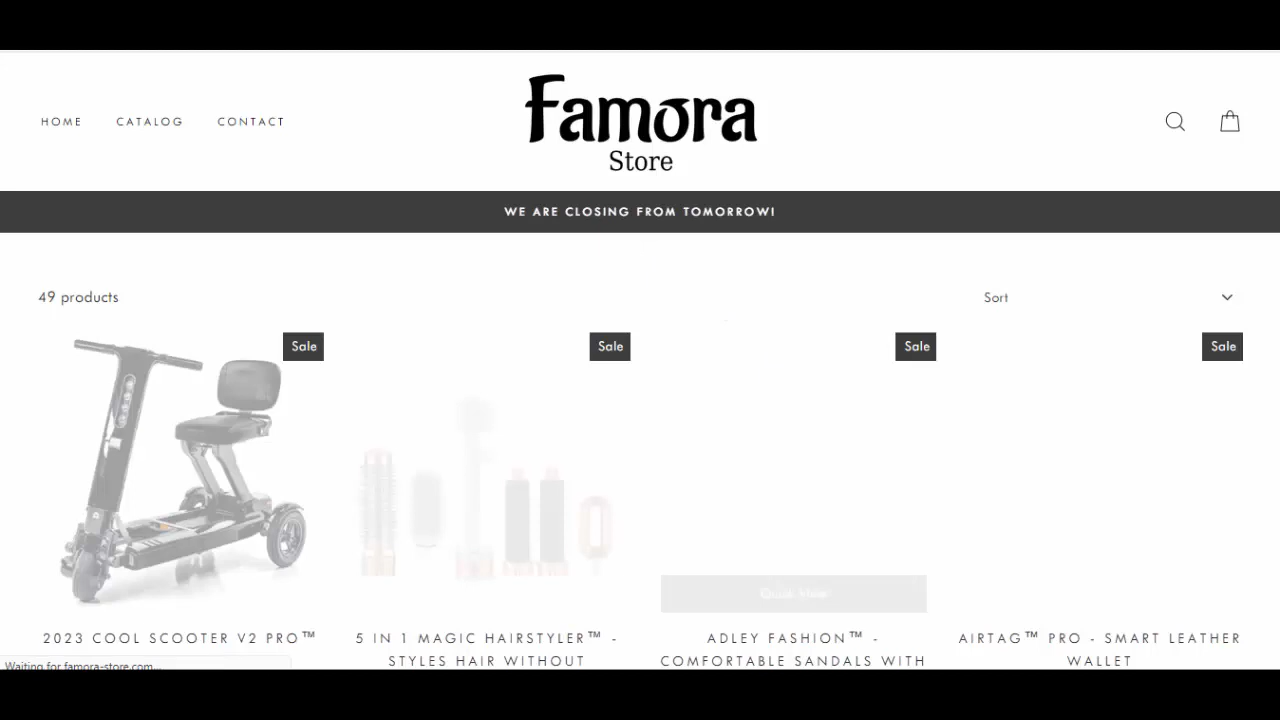 HOME
CATALOG
CONTACT
Famora
Store
WE ARE CLOSING FROM TOMORROW!
49 products
Sort
Sale
Sale
Sale
Sale
Quick view
2023 COOL SCOOTER V2 PRO™
5 IN 1 MAGIC HAIRSTYLER™ -
STYLES HAIR WITHOUT
ADLEY FASHION™ -
COMFORTABLE SANDALS WITH
AIRTAG™ PRO - SMART LEATHER
WALLET
Waiting for famora-store.com...